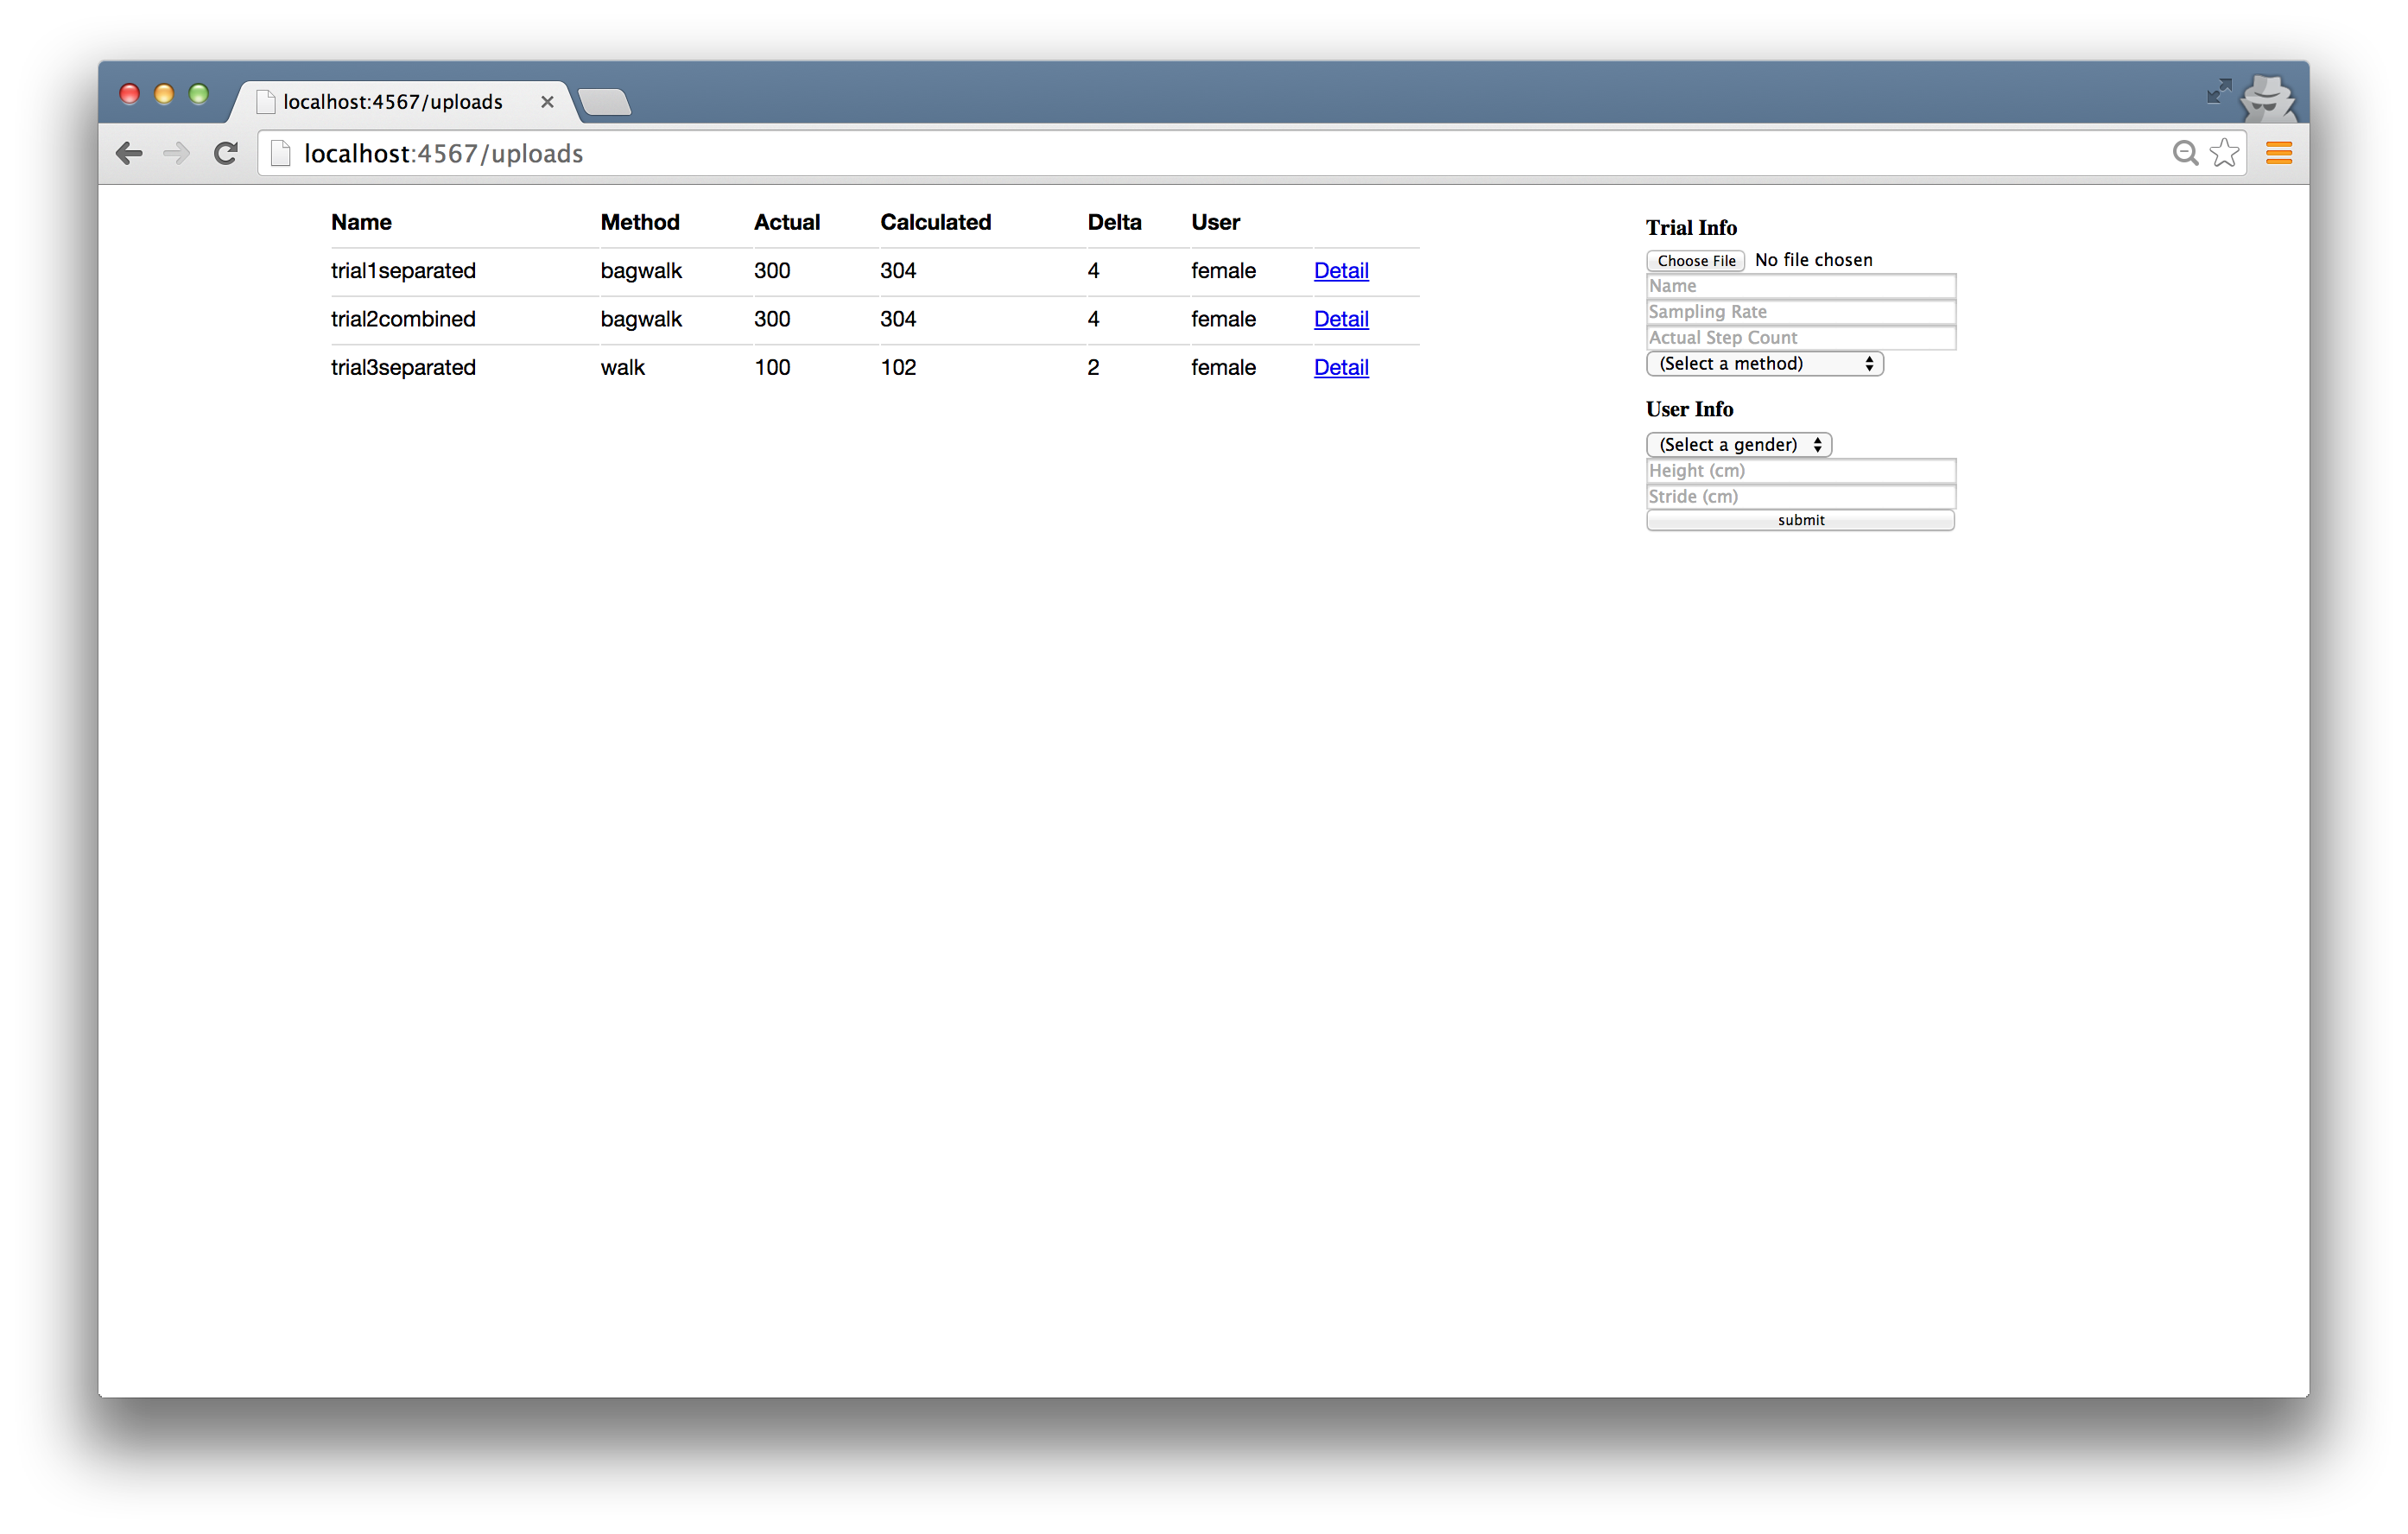 localhost:4567/uploads
localhost:4567/uploads
Name Method Actual Calculated Delta User
trial1separated bagwalk 300 304 4 female Detail
trial2combined bagwalk 300 304 4 female Detail
trial3separated walk 100 102 2 female Detail
Trial Info
Choose File No file chosen
Name
Sampling Rate
Actual Step Count
(Select a method)
User Info
(Select a gender)
Height (cm)
Stride (cm)
submit